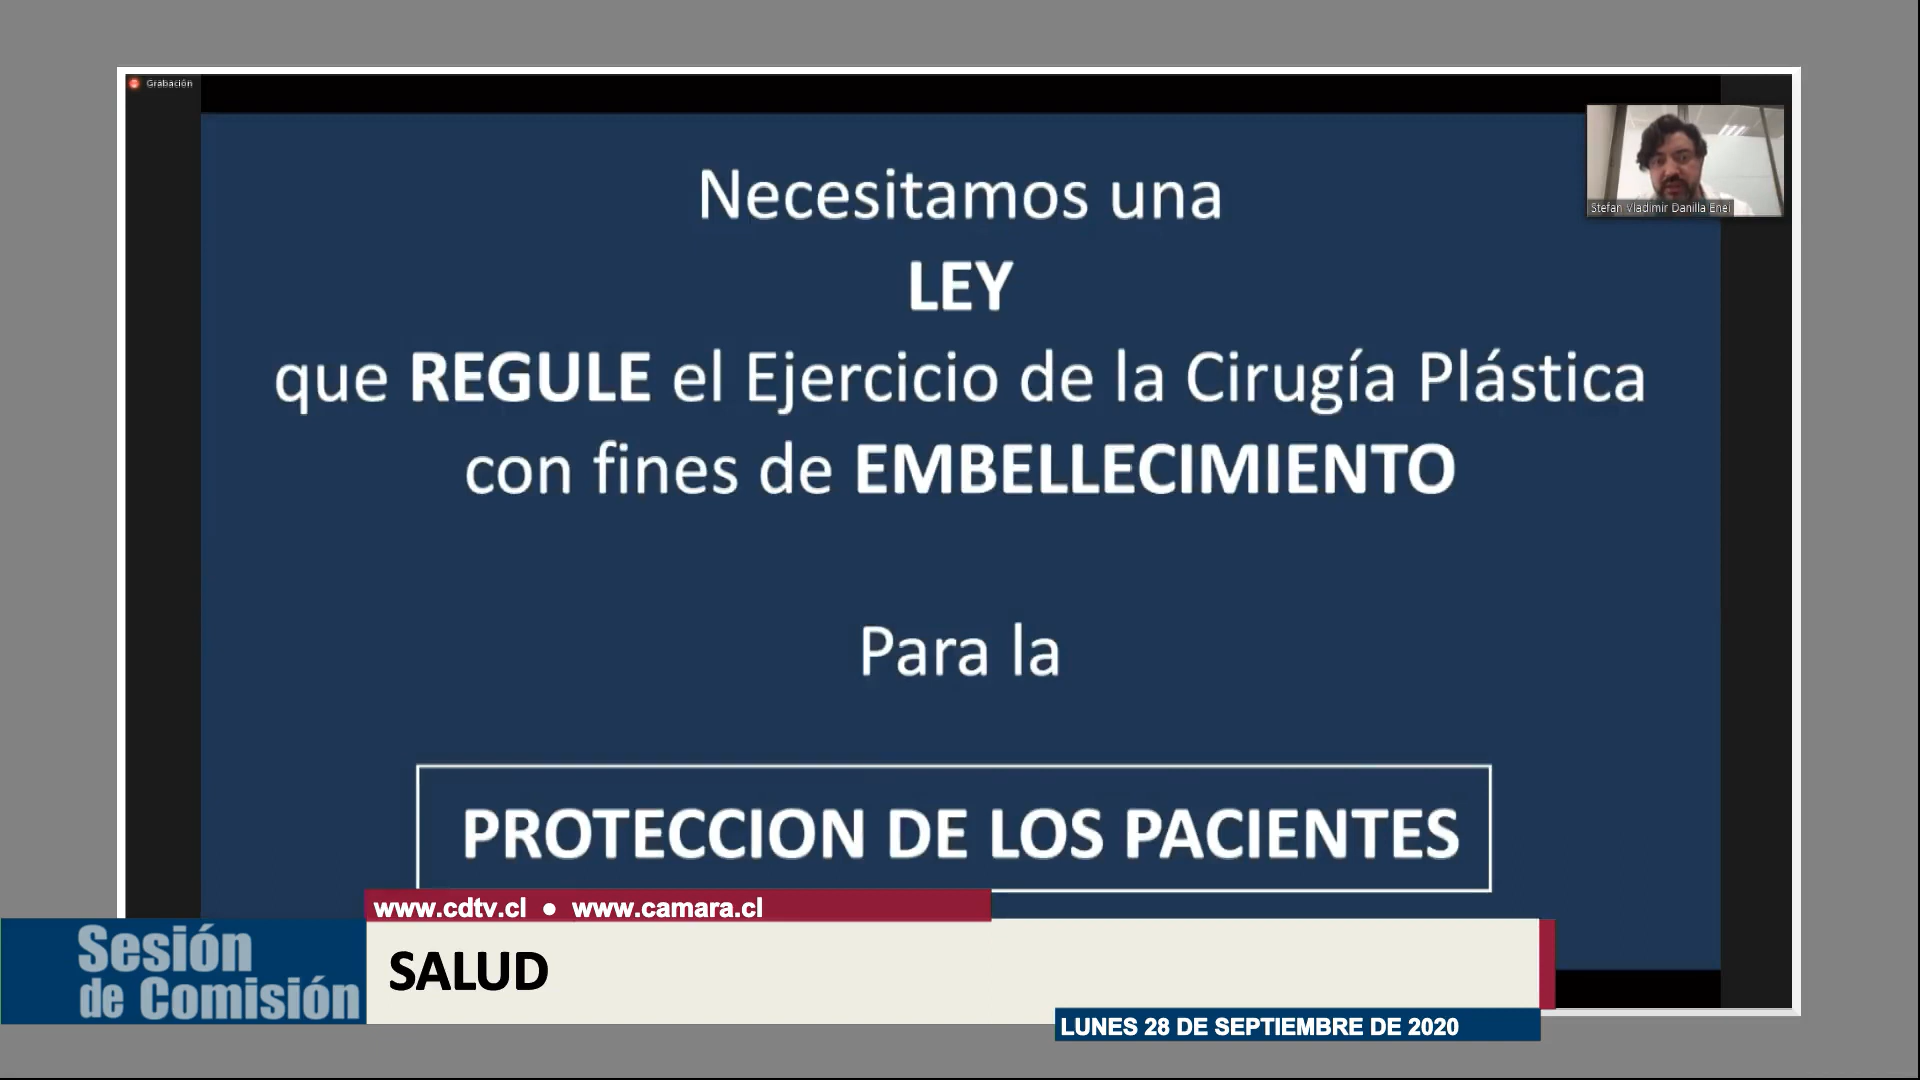 Grabación
Stefan Vladimir Danilla Enei
Necesitamos una
LEY
que REGULE el Ejercicio de la Cirugía Plástica
con fines de EMBELLECIMIENTO
Para la
PROTECCION DE LOS PACIENTES
www.cdtv.cl ● www.camara.cl
Sesión
de Comisión
SALUD
LUNES 28 DE SEPTIEMBRE DE 2020